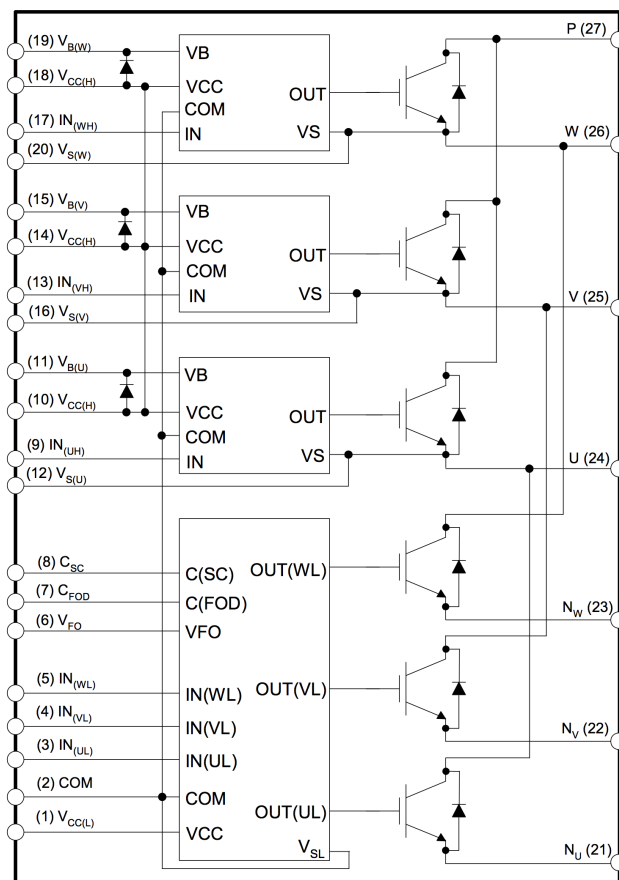 (19) VB(W)
VB
P (27)
(18) VCC(H)
VCC
OUT
COM
(17) IN(WH)
IN
VS
W (26)
(20) VS(W)
(15) VB(V)
VB
(14) VCC(H)
VCC
OUT
COM
(13) IN(VH)
IN
VS
V (25)
(16) VS(V)
(11) VB(U)
VB
(10) VCC(H)
VCC
OUT
COM
(9) IN(UH)
IN
VS
U (24)
(12) VS(U)
(8) CSC
C(SC)
OUT(WL)
(7) CFOD
C(FOD)
NW (23)
(6) VFO
VFO
(5) IN(WL)
IN(WL)
OUT(VL)
(4) IN(VL)
IN(VL)
NV (22)
(3) IN(UL)
IN(UL)
(2) COM
COM
OUT(UL)
(1) VCC(L)
VCC
VSL
NU (21)